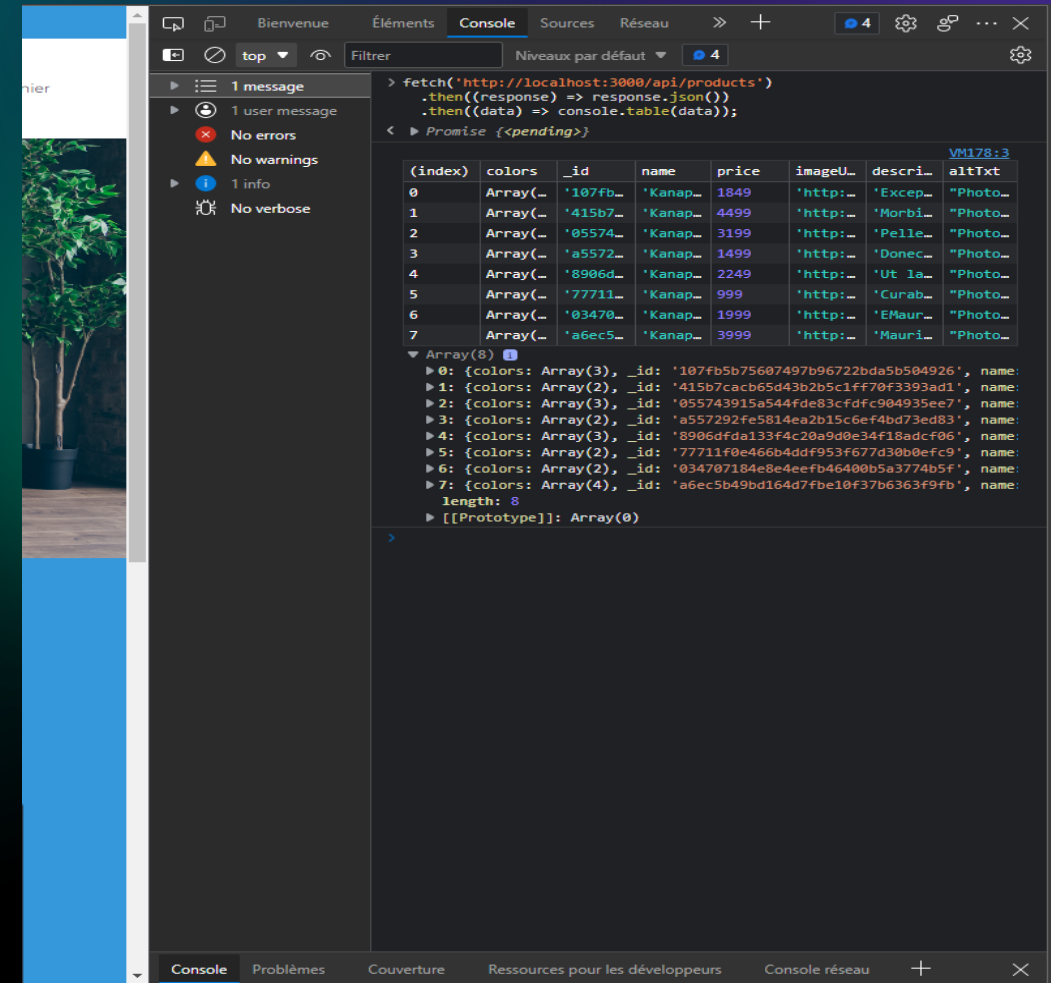 Bienvenue Éléments Console Sources Réseau 4
top Filtrer Niveaux par défaut 4
nier
1 message
1 user message
No errors
No warnings
1 info
No verbose
> fetch('http://localhost:3000/api/products')
.then((response) => response.json())
.then((data) => console.table(data));
Promise {<pending>}
VM178:3
(index) colors _id name price imageU… descri… altTxt
0 Array(… '107fb… 'Kanap… 1849 'http:… 'Excep… "Photo…
1 Array(… '415b7… 'Kanap… 4499 'http:… 'Morbi… "Photo…
2 Array(… '05574… 'Kanap… 3199 'http:… 'Pelle… "Photo…
3 Array(… 'a5572… 'Kanap… 1499 'http:… 'Donec… "Photo…
4 Array(… '8906d… 'Kanap… 2249 'http:… 'Ut la… "Photo…
5 Array(… '77711… 'Kanap… 999 'http:… 'Curab… "Photo…
6 Array(… '03470… 'Kanap… 1999 'http:… 'EMaur… "Photo…
7 Array(… 'a6ec5… 'Kanap… 3999 'http:… 'Mauri… "Photo…
Array(8) i
0: {colors: Array(3), _id: '107fb5b75607497b96722bda5b504926', name:
1: {colors: Array(2), _id: '415b7cacb65d43b2b5c1ff70f3393ad1', name:
2: {colors: Array(3), _id: '055743915a544fde83cfdfc904935ee7', name:
3: {colors: Array(2), _id: 'a557292fe5814ea2b15c6ef4bd73ed83', name:
4: {colors: Array(3), _id: '8906dfda133f4c20a9d0e34f18adcf06', name:
5: {colors: Array(2), _id: '77711f0e466b4ddf953f677d30b0efc9', name:
6: {colors: Array(2), _id: '034707184e8e4eefb46400b5a3774b5f', name:
7: {colors: Array(4), _id: 'a6ec5b49bd164d7fbe10f37b6363f9fb', name:
length: 8
[[Prototype]]: Array(0)
>
Console Problèmes Couverture Ressources pour les développeurs Console réseau